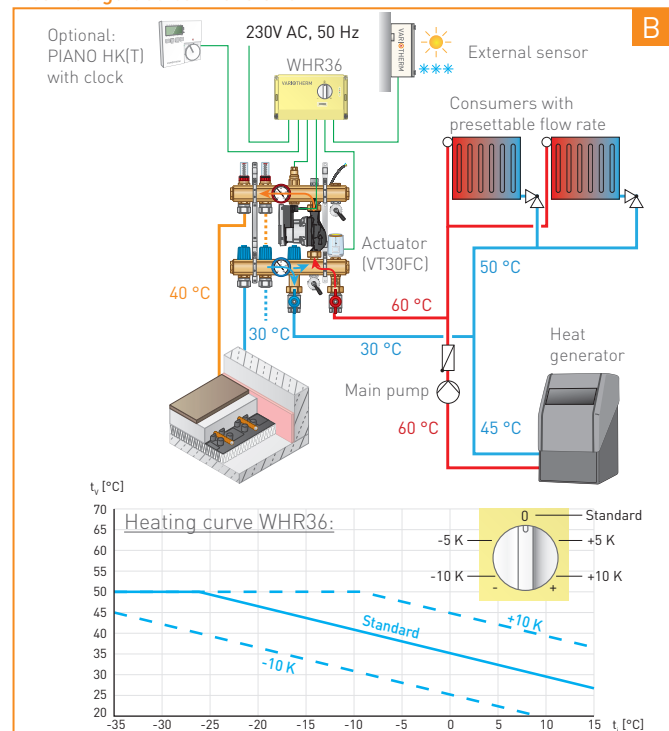 B
Optional:
PIANO HK(T)
with clock
230V AC, 50 Hz
WHR36
VARIOTHERM
VARIOTHERM
External sensor
Consumers with
presettable flow rate
Actuator
(VT30FC)
50 °C
40 °C
60 °C
30 °C
30 °C
Heat
generator
Main pump
60 °C
45 °C
tv [°C]
Heating curve WHR36:
0 Standard
-5 K +5 K
-10 K +10 K
- +
70
65
60
55
50
45
40
35
30
25
20
Standard
+10 K
-10 K
-35 -30 -25 -20 -15 -10 -5 0 5 10 15